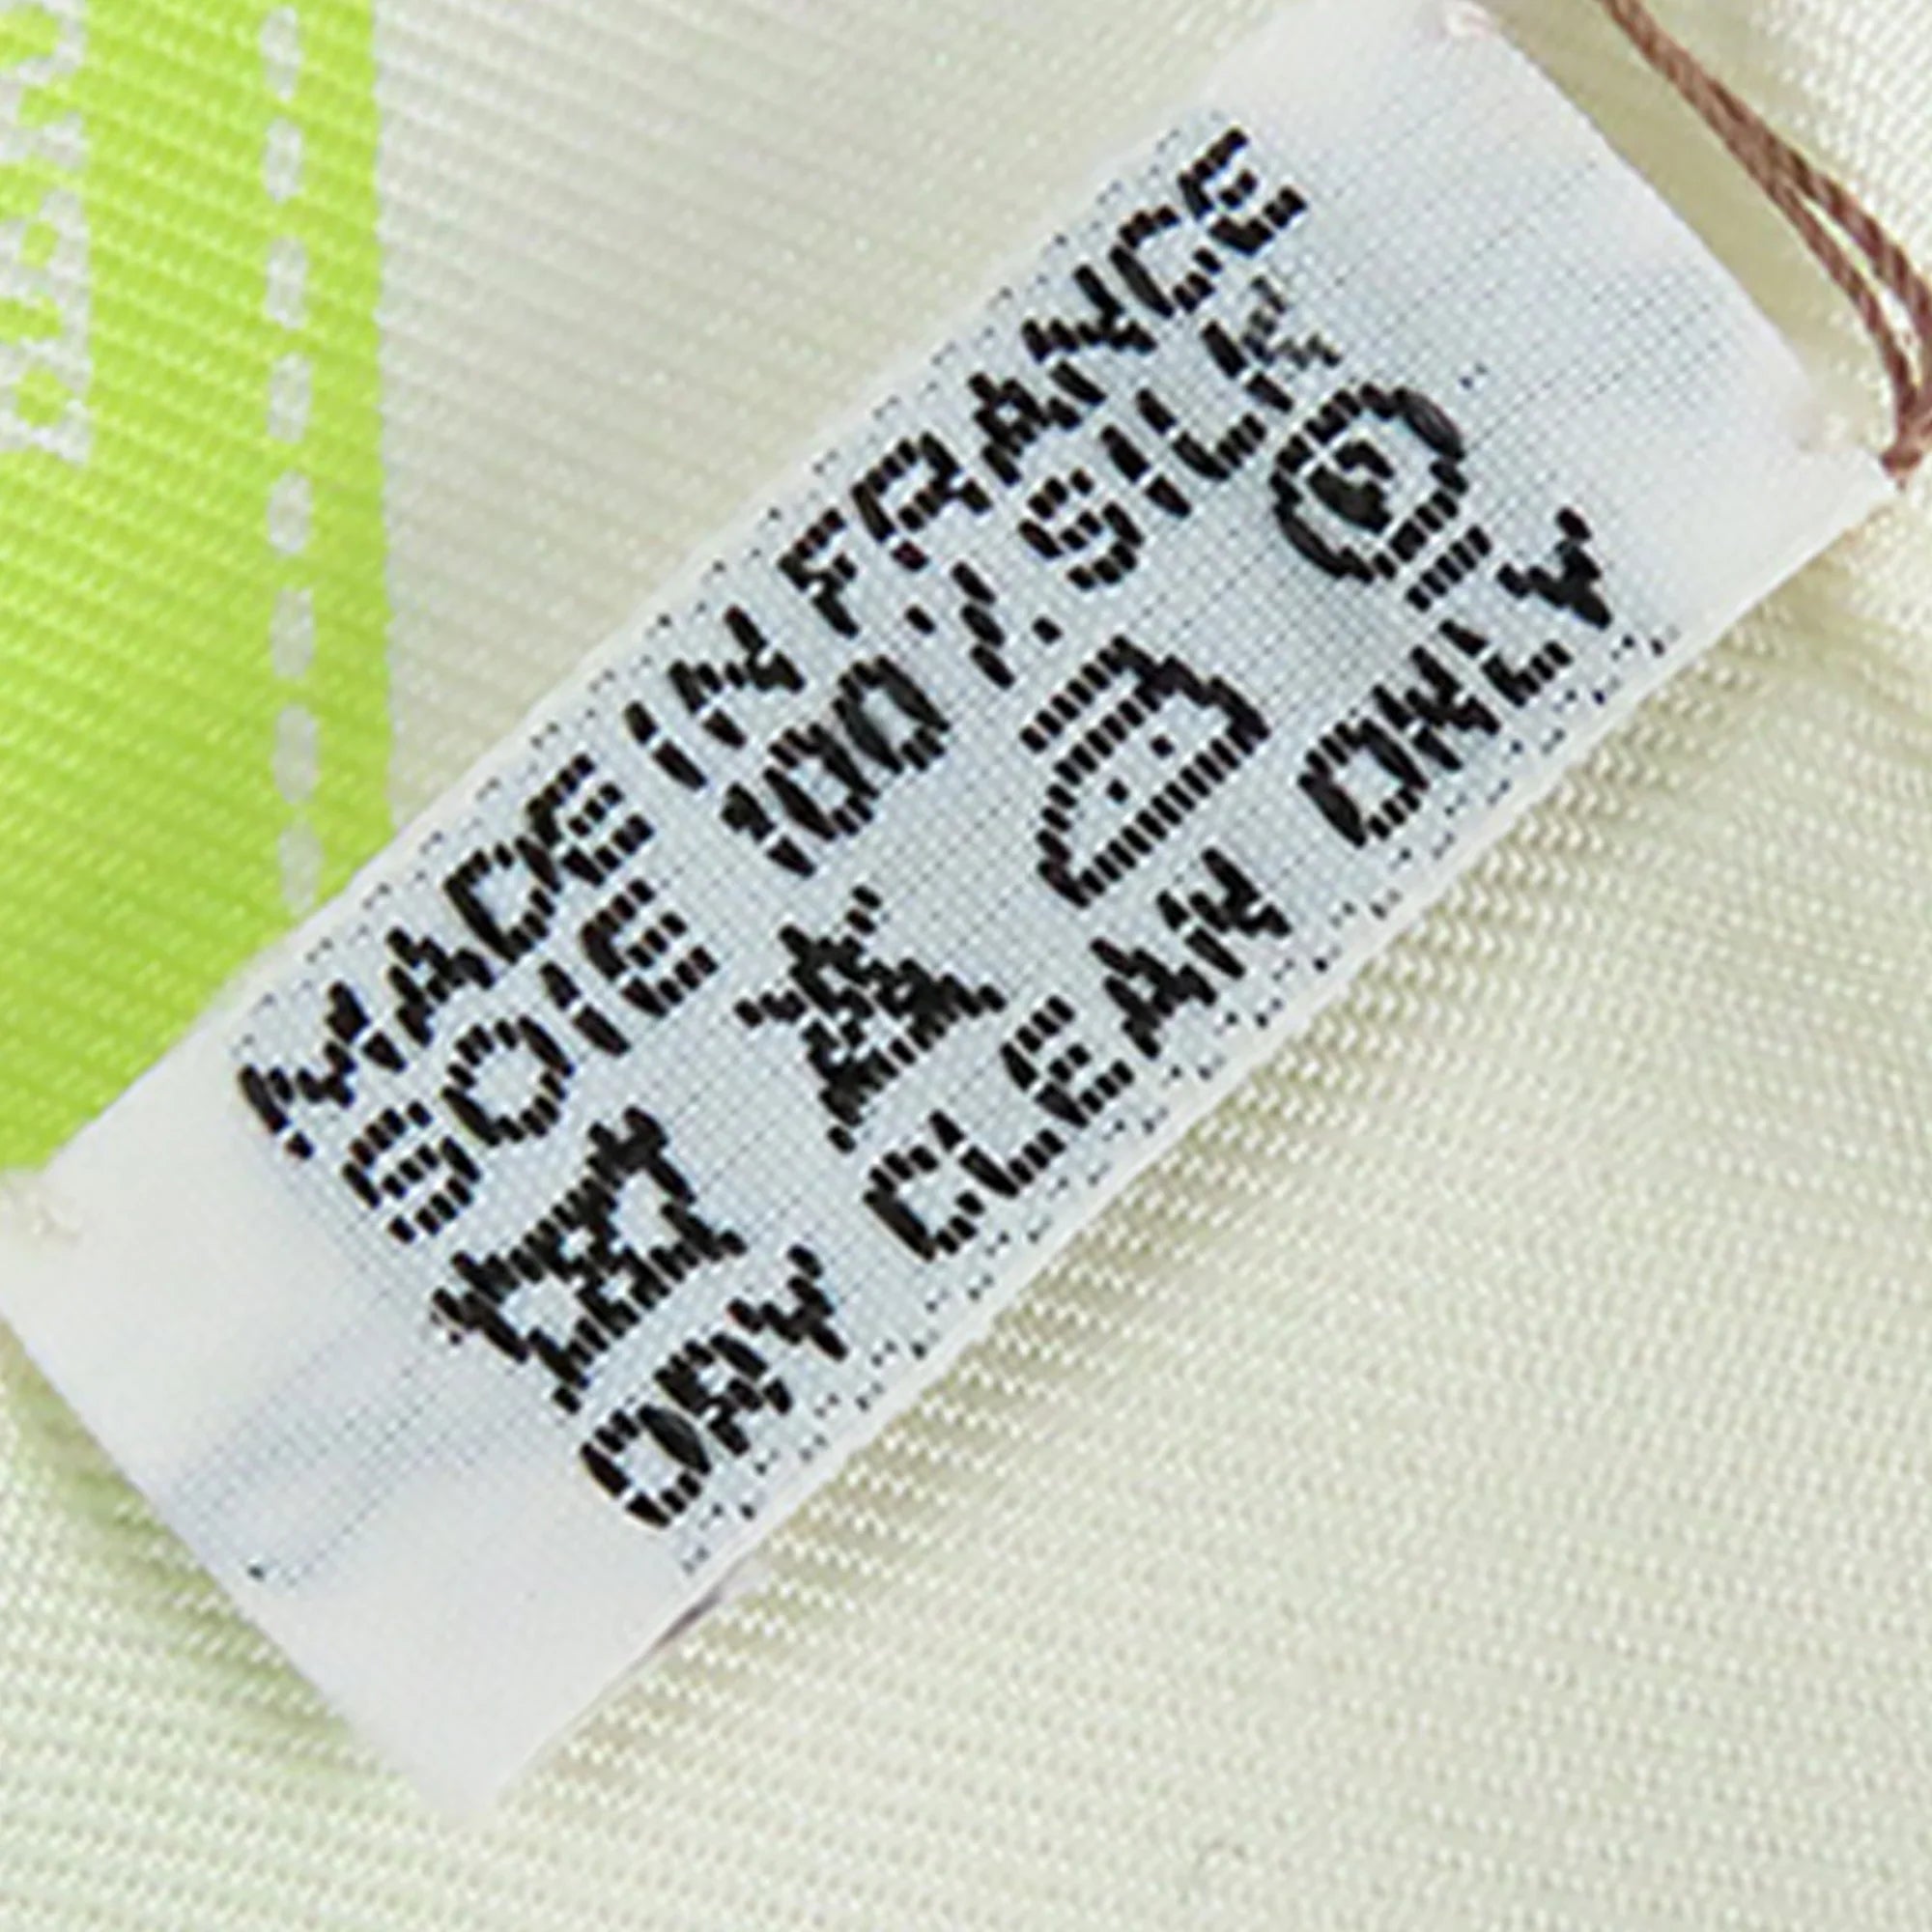 MADE IN FRANCE
SOIE 100% SILK
P
DRY CLEAN ONLY